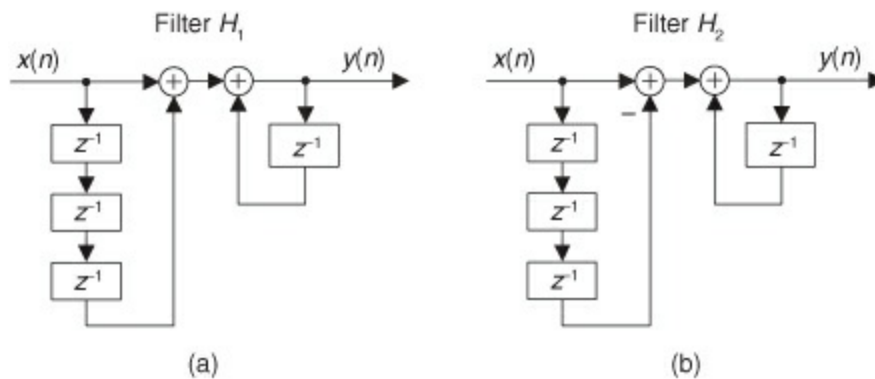 Filter H₁
x(n) + + y(n)
z⁻¹ z⁻¹
z⁻¹
z⁻¹
(a)
Filter H₂
x(n) + + y(n)
−
z⁻¹ z⁻¹
z⁻¹
z⁻¹
(b)